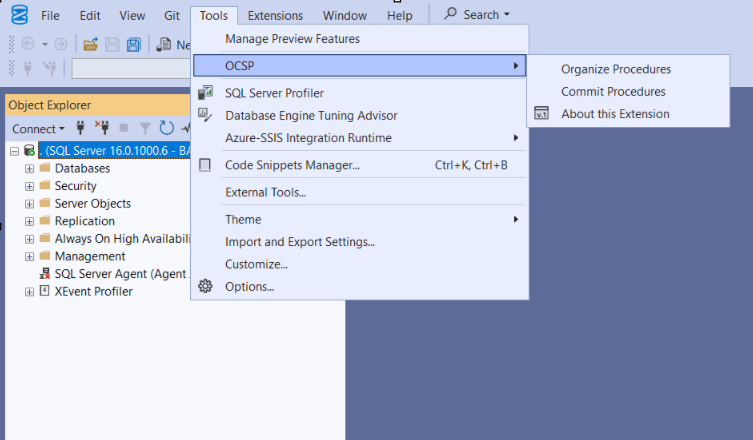 File Edit View Git Tools Extensions Window Help Search
Manage Preview Features
OCSP
SQL Server Profiler
Database Engine Tuning Advisor
Azure-SSIS Integration Runtime
Code Snippets Manager... Ctrl+K, Ctrl+B
External Tools...
Theme
Import and Export Settings...
Customize...
Options...
Organize Procedures
Commit Procedures
v.1 About this Extension
Ne
Object Explorer
Connect
. (SQL Server 16.0.1000.6 - BA
Databases
Security
Server Objects
Replication
Always On High Availabili
Management
SQL Server Agent (Agent
XEvent Profiler